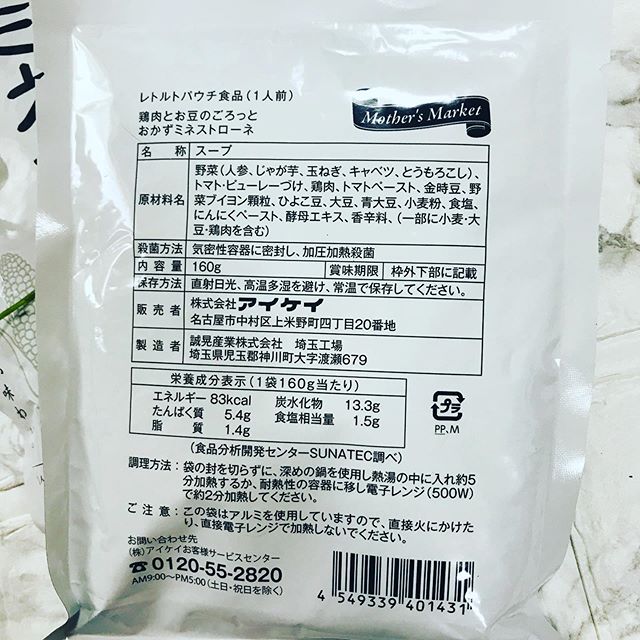 レトルトパウチ食品(1人前)
Mother's Market
鶏肉とお豆のごろっと
おかずミネストローネ
名 称 スープ
原材料名 野菜(人参、じゃが芋、玉ねぎ、キャベツ、とうもろこし)、
トマト・ピューレーづけ、鶏肉、トマトペースト、金時豆、野
菜ブイヨン顆粒、ひよこ豆、大豆、青大豆、小麦粉、食塩、
にんにくペースト、酵母エキス、香辛料、(一部に小麦・大
豆・鶏肉を含む)
殺菌方法 気密性容器に密封し、加圧加熱殺菌
内容量 160g 賞味期限 枠外下部に記載
保存方法 直射日光、高温多湿を避け、常温で保存してください。
販売者 株式会社アイケイ
名古屋市中村区上米野町四丁目20番地
製造者 誠晃産業株式会社 埼玉工場
埼玉県児玉郡神川町大字渡瀬679
栄養成分表示(1袋160g当たり)
エネルギー 83kcal 炭水化物 13.3g
たんぱく質 5.4g 食塩相当量 1.5g
脂 質 1.4g
(食品分析開発センターSUNATEC調べ)
プラ
PP,M
調理方法: 袋の封を切らずに、深めの鍋を使用し熱湯の中に入れ約5
分加熱するか、耐熱性の容器に移し電子レンジ(500W)
で約2分加熱してください。
ご注意: この袋はアルミを使用していますので、直接火にかけた
り、直接電子レンジで加熱しないでください。
お問い合わせ先
(株)アイケイお客様サービスセンター
0120-55-2820
AM9:00~PM5:00(土日・祝日を除く)
4 549339 401431